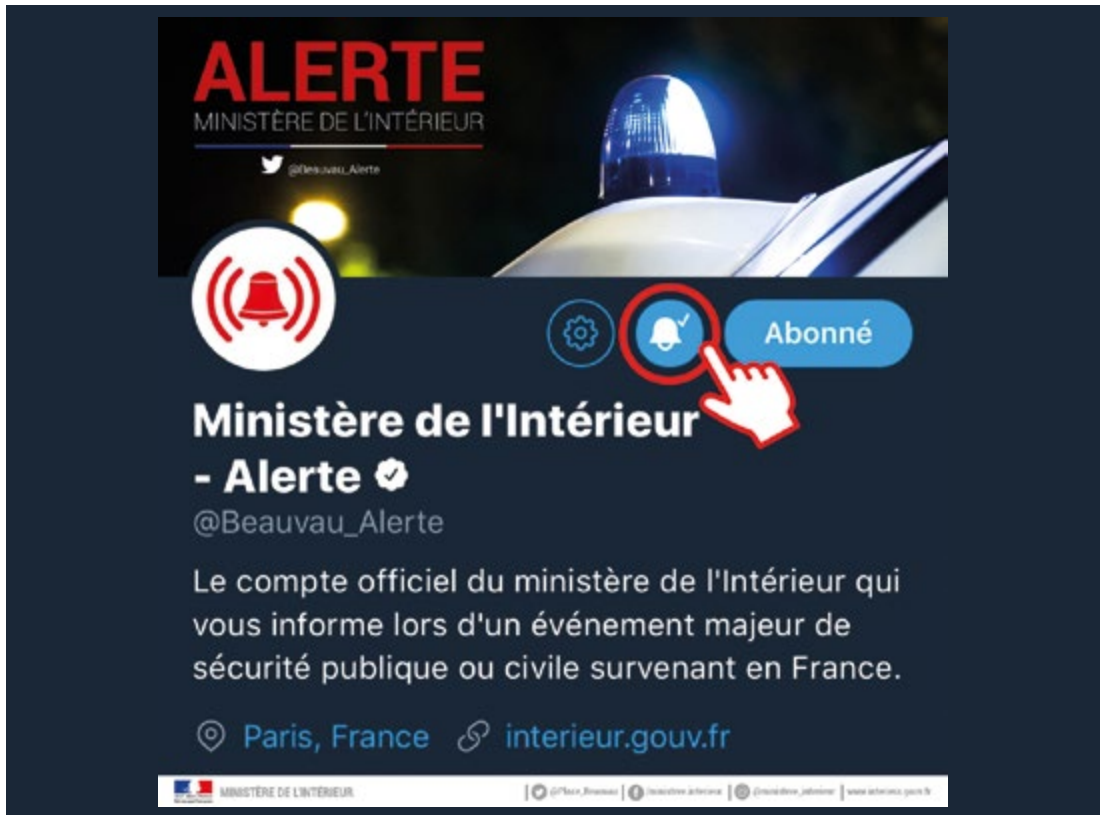 ALERTE
MINISTÈRE DE L'INTÉRIEUR
@Beauvau_Alerte
Abonné
Ministère de l'Intérieur
- Alerte
@Beauvau_Alerte
Le compte officiel du ministère de l'Intérieur qui
vous informe lors d'un événement majeur de
sécurité publique ou civile survenant en France.
Paris, France interieur.gouv.fr
MINISTÈRE DE L'INTÉRIEUR @Place_Beauvau